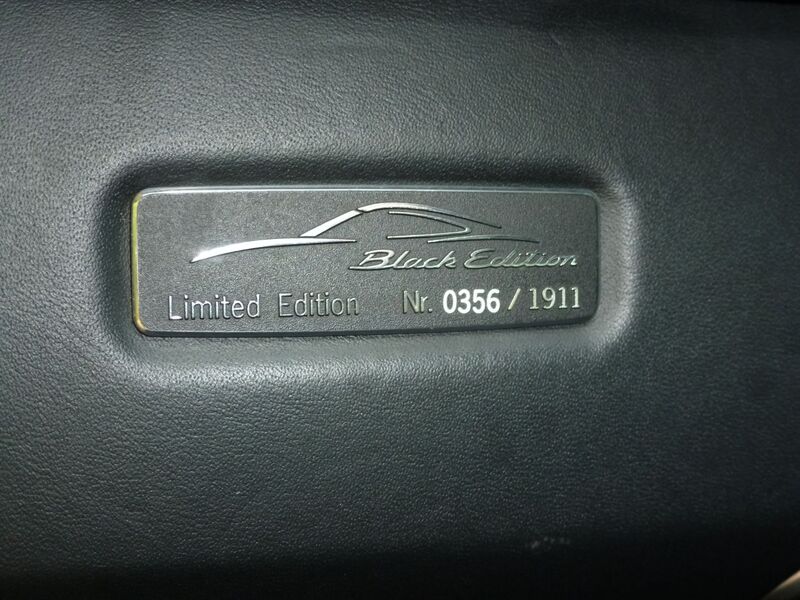 Black Edition
Limited Edition Nr. 0356 / 1911